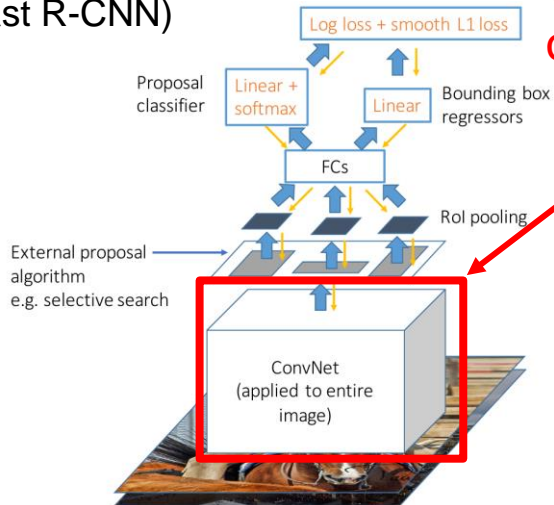 st R-CNN)
Log loss + smooth L1 loss
Proposal
classifier
Linear +
softmax
Linear
Bounding box
regressors
FCs
RoI pooling
External proposal
algorithm
e.g. selective search
ConvNet
(applied to entire
image)